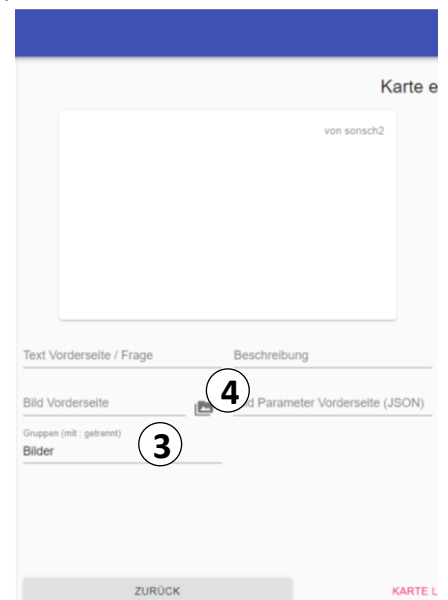 Karte e
von sonsch2
Text Vorderseite / Frage Beschreibung
4
Bild Vorderseite d Parameter Vorderseite (JSON)
Gruppen (mit ; getrennt)
3
Bilder
ZURÜCK KARTE L